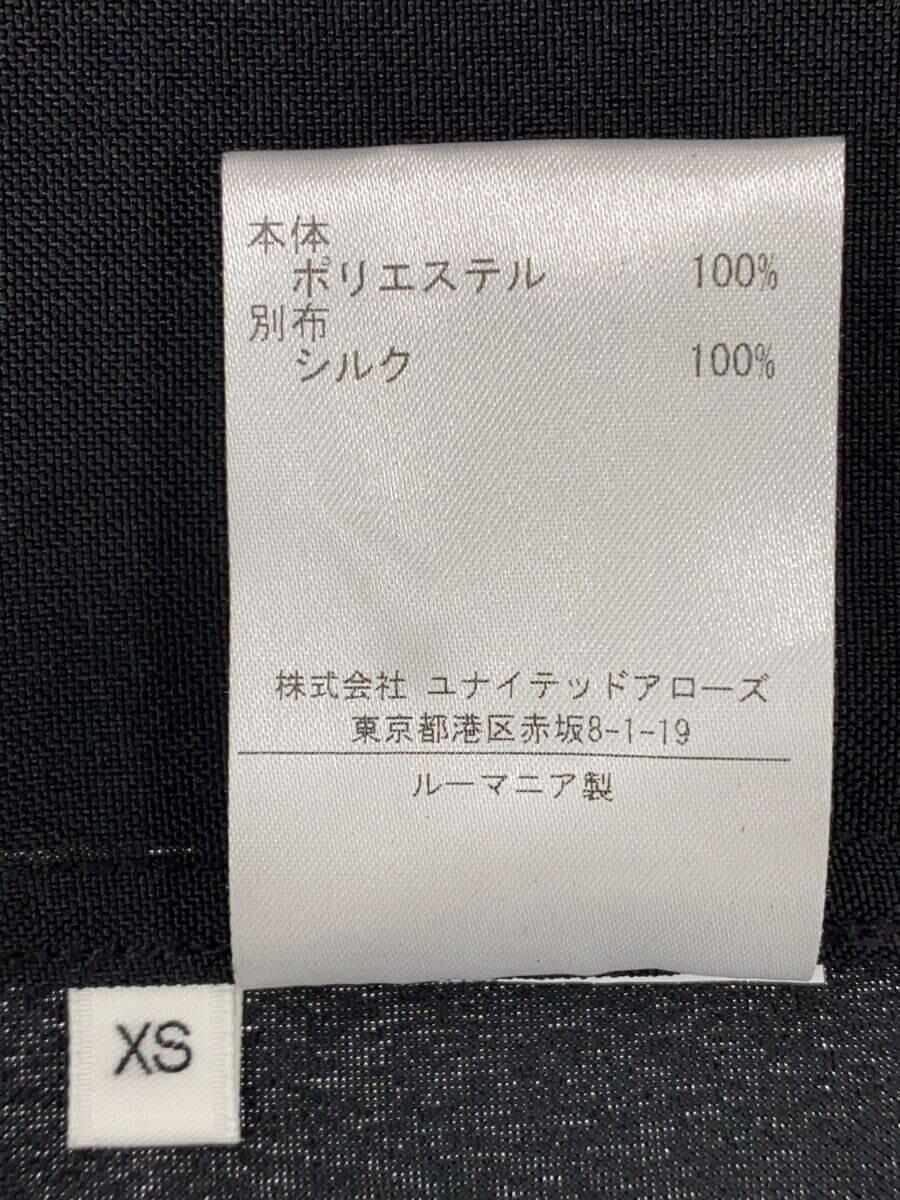 本体
ポリエステル 100%
別布
シルク 100%
株式会社 ユナイテッドアローズ
東京都港区赤坂8-1-19
ルーマニア製
XS